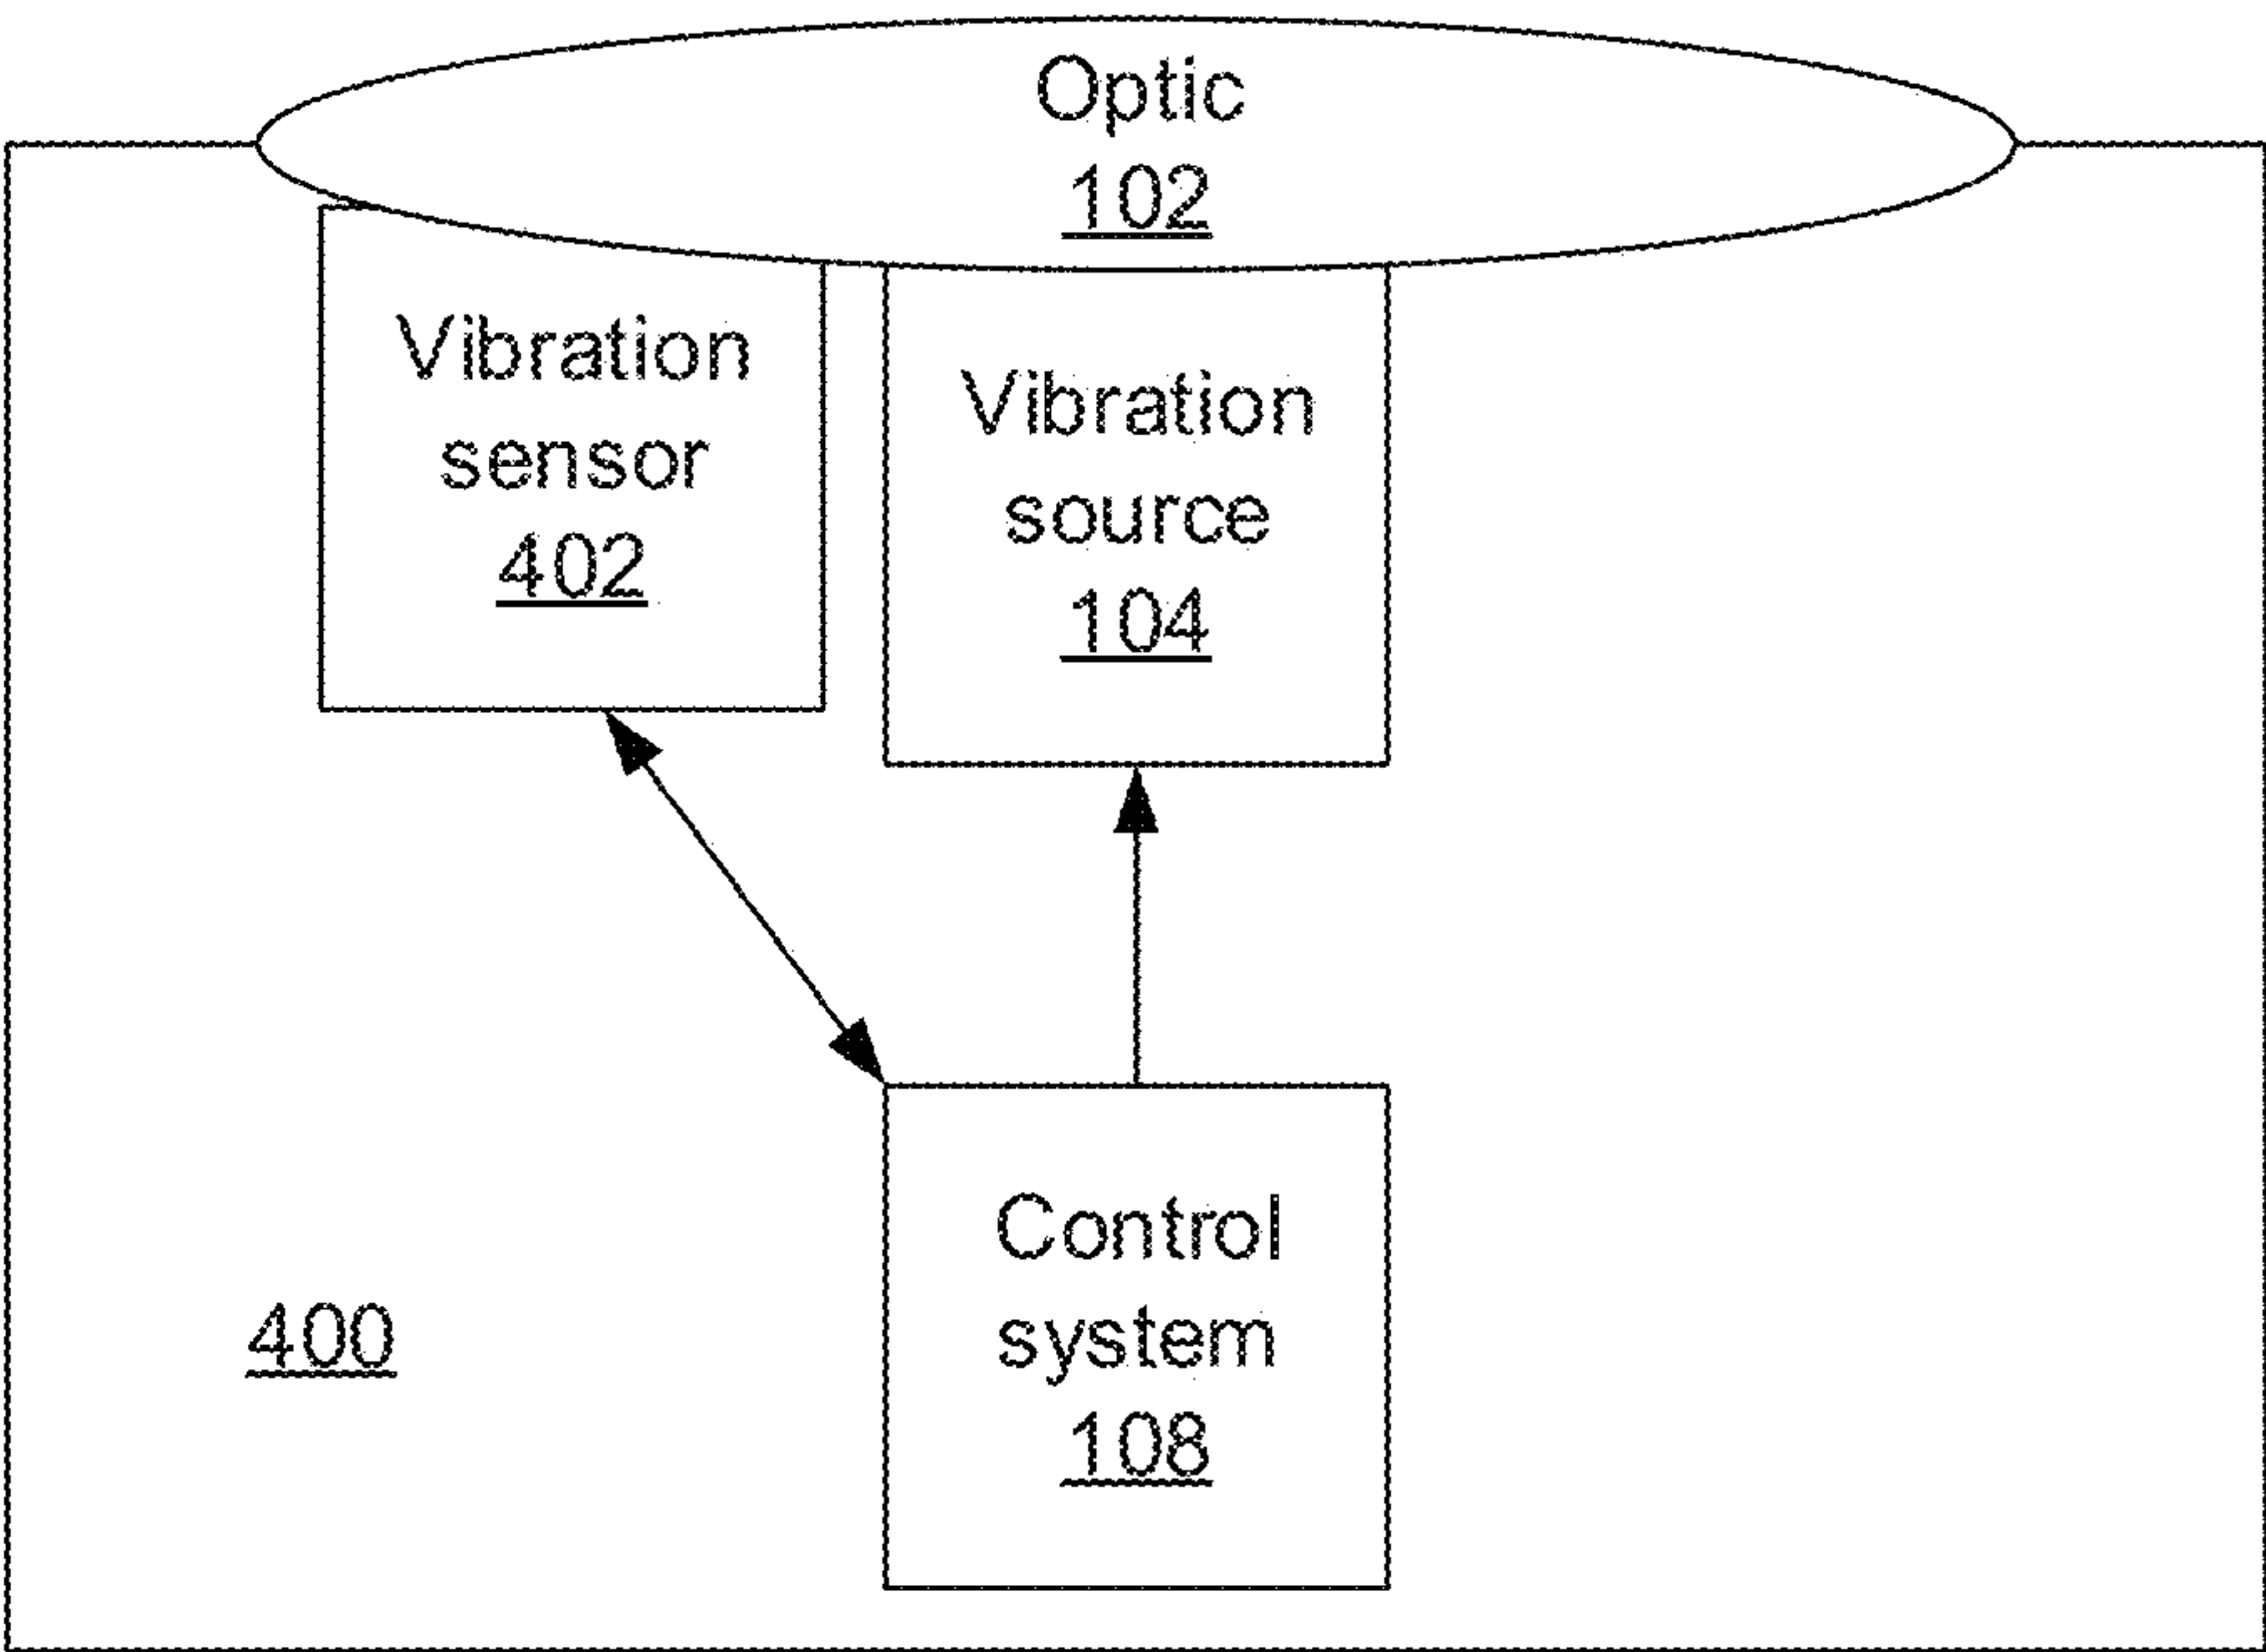 Optic
102
Vibration
sensor
402
Vibration
source
104
Control
system
108
400